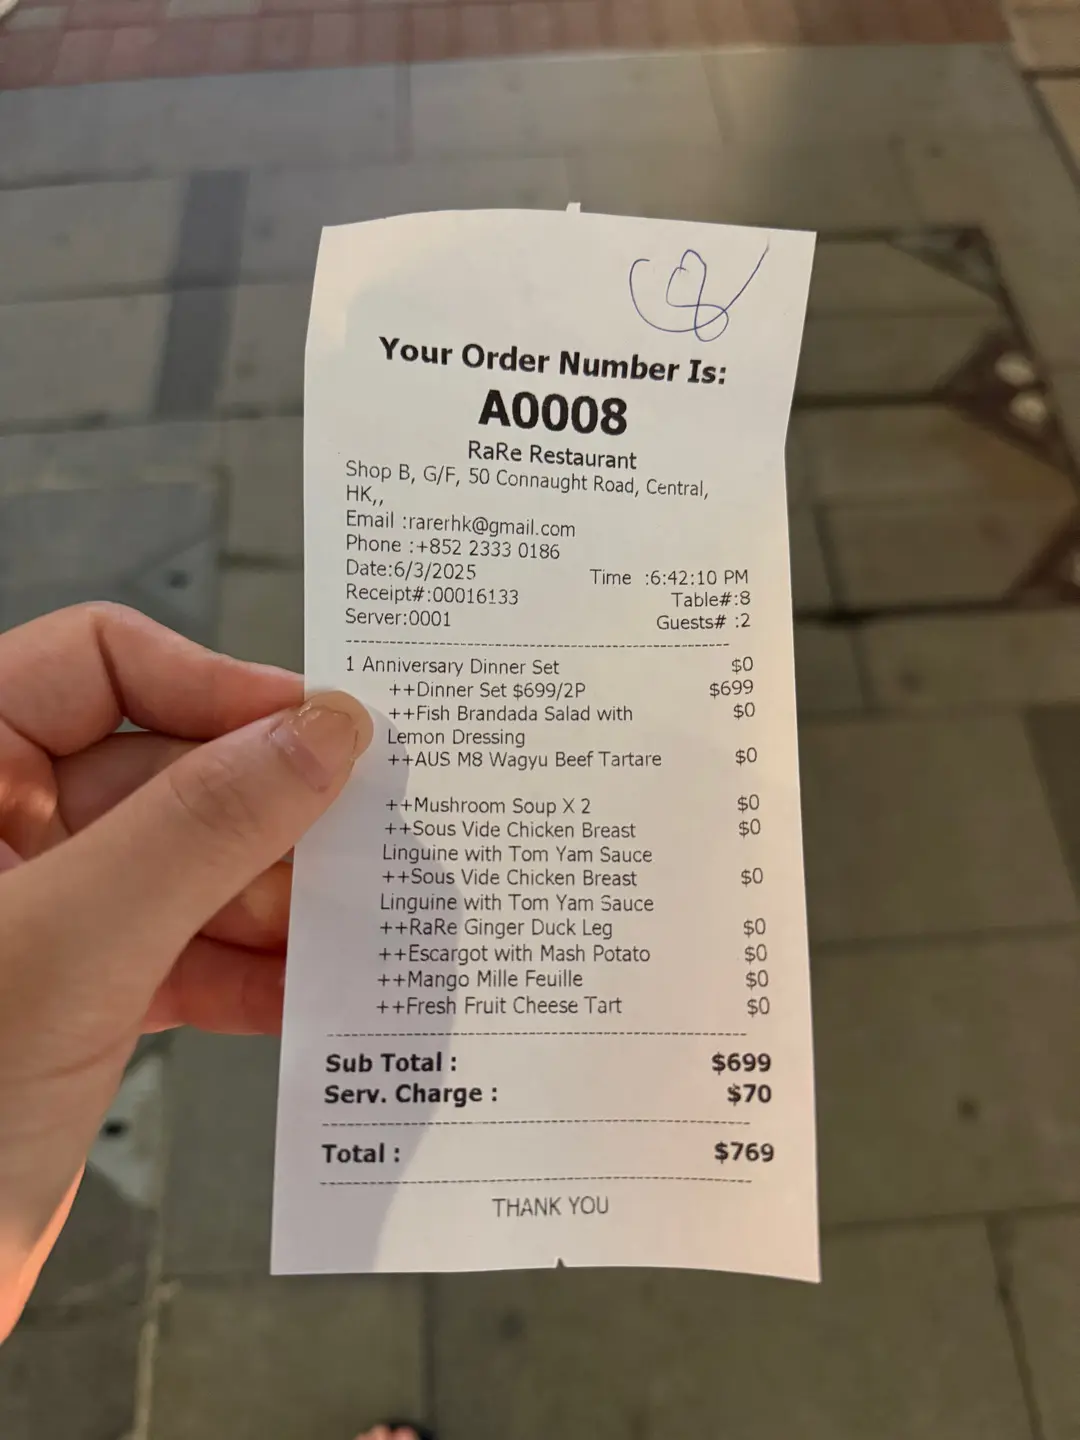 Your Order Number Is:
A0008
RaRe Restaurant
Shop B, G/F, 50 Connaught Road, Central,
HK,,
Email :rarerhk@gmail.com
Phone :+852 2333 0186
Date:6/3/2025 Time :6:42:10 PM
Receipt#:00016133 Table#:8
Server:0001 Guests# :2
1 Anniversary Dinner Set $0
++Dinner Set $699/2P $699
++Fish Brandada Salad with $0
Lemon Dressing
++AUS M8 Wagyu Beef Tartare $0
++Mushroom Soup X 2 $0
++Sous Vide Chicken Breast $0
Linguine with Tom Yam Sauce
++Sous Vide Chicken Breast $0
Linguine with Tom Yam Sauce
++RaRe Ginger Duck Leg $0
++Escargot with Mash Potato $0
++Mango Mille Feuille $0
++Fresh Fruit Cheese Tart $0
Sub Total : $699
Serv. Charge : $70
Total : $769
THANK YOU